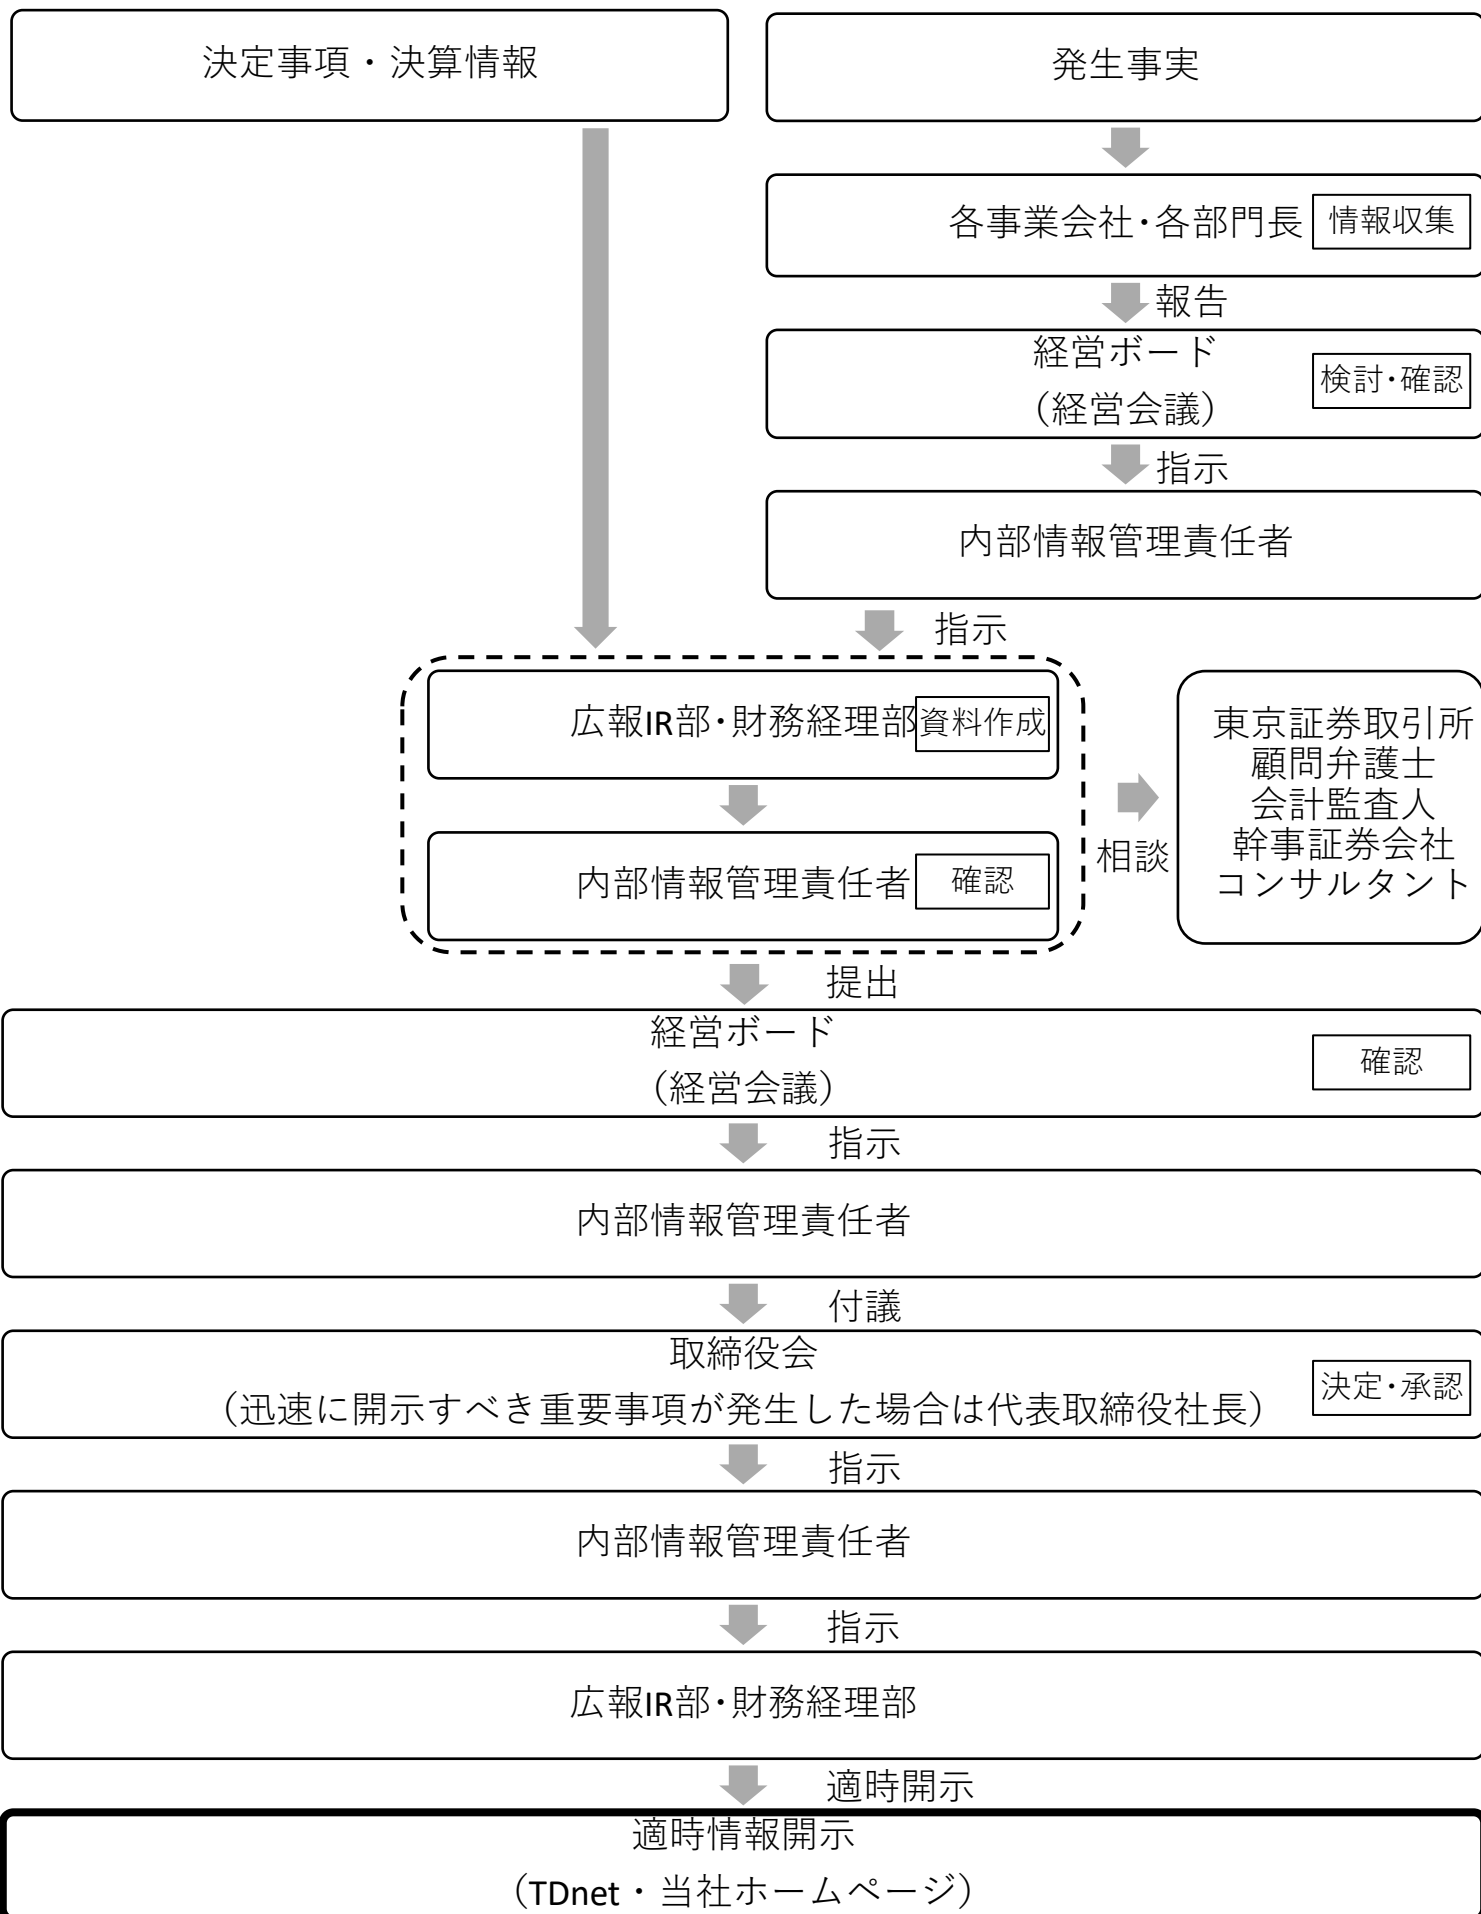 決定事項・決算情報
発生事実
各事業会社・各部門長
情報収集
報告
経営ボード
（経営会議）
検討・確認
指示
内部情報管理責任者
指示
広報IR部・財務経理部
資料作成
内部情報管理責任者
確認
相談
東京証券取引所
顧問弁護士
会計監査人
幹事証券会社
コンサルタント
提出
経営ボード
（経営会議）
確認
指示
内部情報管理責任者
付議
取締役会
（迅速に開示すべき重要事項が発生した場合は代表取締役社長）
決定・承認
指示
内部情報管理責任者
指示
広報IR部・財務経理部
適時開示
適時情報開示
（TDnet・当社ホームページ）